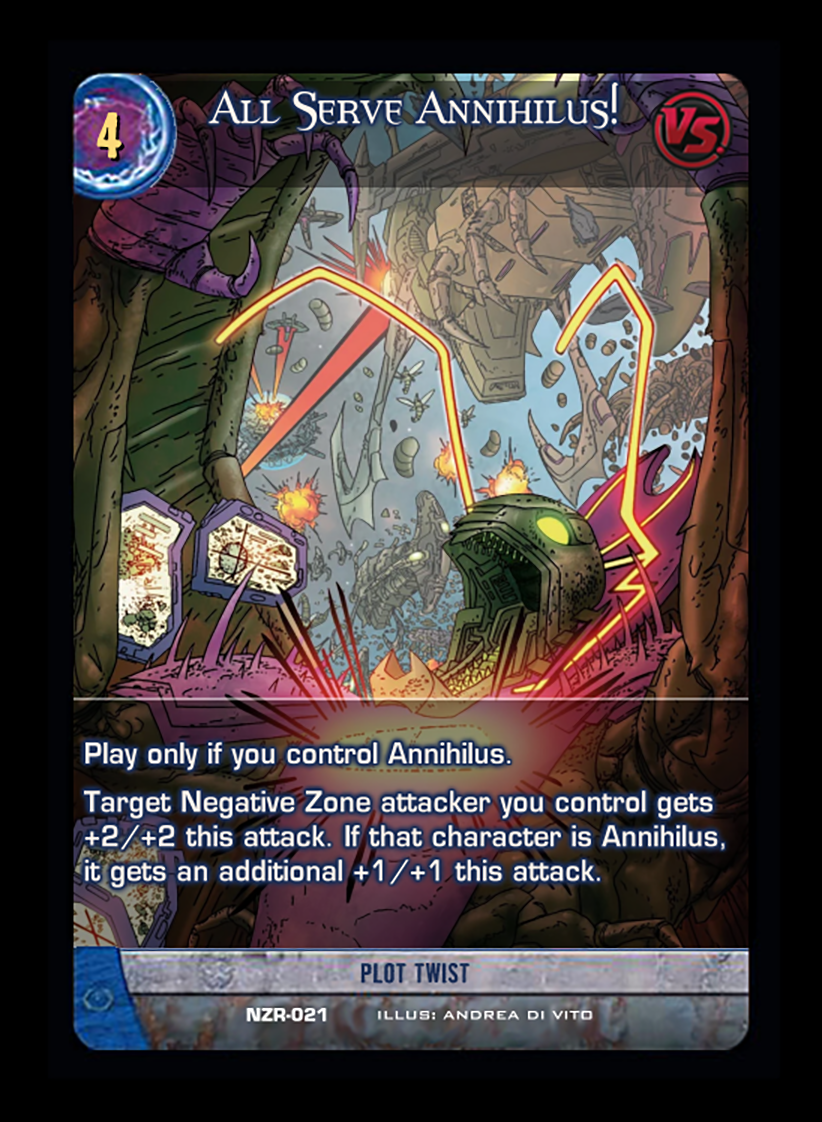 4
All Serve Annihilus!
VS.
Play only if you control Annihilus.
Target Negative Zone attacker you control gets
+2/+2 this attack. If that character is Annihilus,
it gets an additional +1/+1 this attack.
PLOT TWIST
NZR-021 ILLUS: ANDREA DI VITO